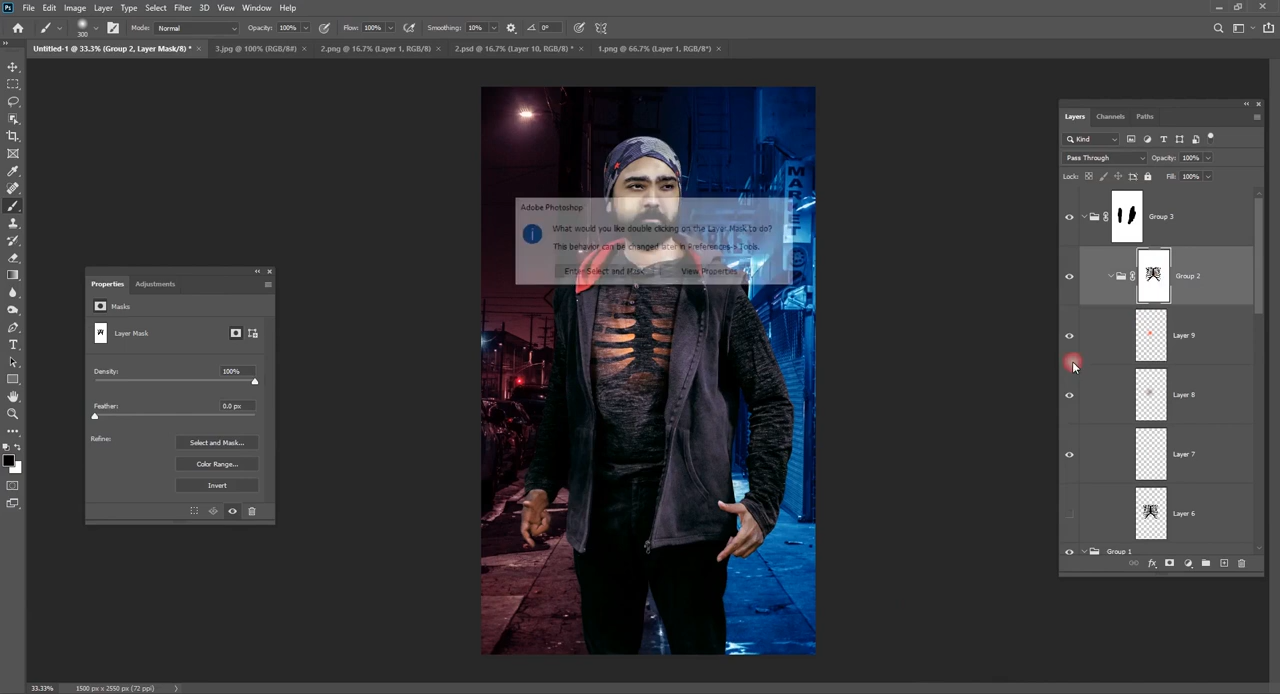 Ps File Edit Image Layer Type Select Filter 3D View Window Help
300 Mode: Normal Opacity: 100% Flow: 100% Smoothing: 10% 0°
Untitled-1 @ 33.3% (Group 2, Layer Mask/8) * × 3.jpg @ 100% (RGB/8#) × 2.png @ 16.7% (Layer 1, RGB/8) × 2.psd @ 16.7% (Layer 10, RGB/8) * × 1.png @ 66.7% (Layer 1, RGB/8*) ×
Layers Channels Paths
Kind
Pass Through Opacity: 100%
Lock: Fill: 100%
Group 3
Group 2
Layer 9
Layer 8
Layer 7
Layer 6
Group 1
fx
Adobe Photoshop
What would you like double clicking on the Layer Mask to do?
This behavior can be changed later in Preferences > Tools.
Enter Select and Mask View Properties
MARKET
Properties Adjustments
Masks
Layer Mask
Density: 100%
Feather: 0.0 px
Refine: Select and Mask...
Color Range...
Invert
33.33% 1500 px x 2550 px (72 ppi)